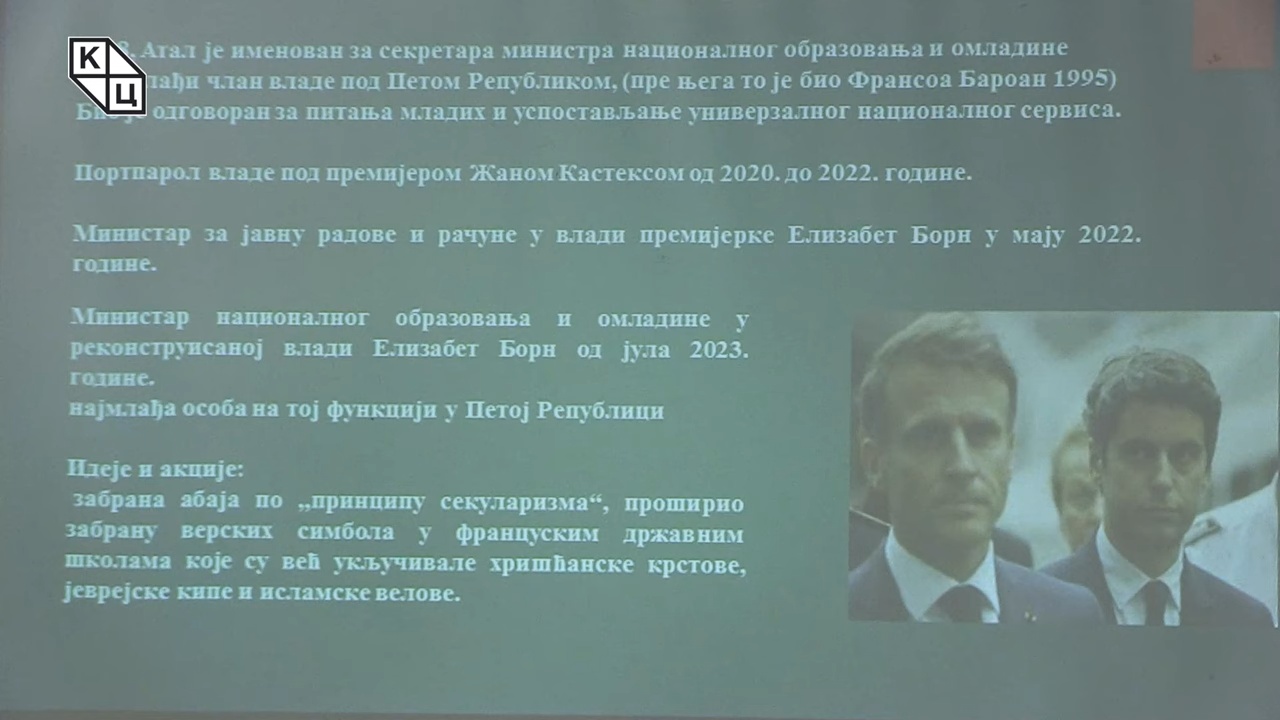 К
Ц
8. Атал је именован за секретара министра националног образовања и омладине
члан владе под Петом Републиком, (пре њега то је био Франсоа Бароан 1995)
одговоран за питања младих и успостављање универзалног националног сервиса.
Портпарол владе под премијером Жаном Кастексом од 2020. до 2022. године.
Министар за јавну радове и рачуне у влади премијерке Елизабет Борн у мају 2022.
године.
Министар националног образовања и омладине у
реконструисаној влади Елизабет Борн од јула 2023.
године.
најмлађа особа на тој функцији у Петој Републици
Идеје и акције:
забрана абаја по „принципу секуларизма“, проширио
забрану верских симбола у француским државним
школама које су већ укључивале хришћанске крстове,
јеврејске кипе и исламске велове.